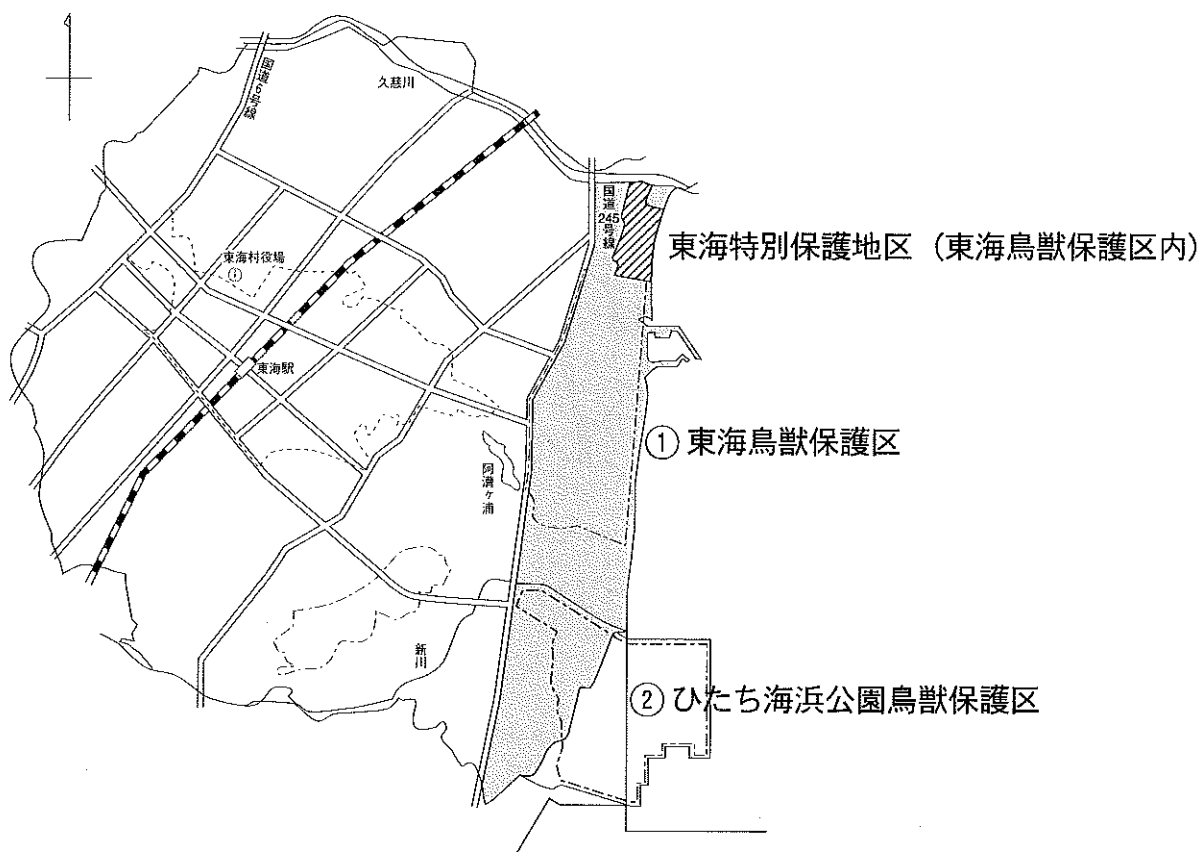 久慈川
国道6号線
国道245号線
東海特別保護地区（東海鳥獣保護区内）
東海村役場
東海駅
① 東海鳥獣保護区
阿漕ヶ浦
新川
② ひたち海浜公園鳥獣保護区